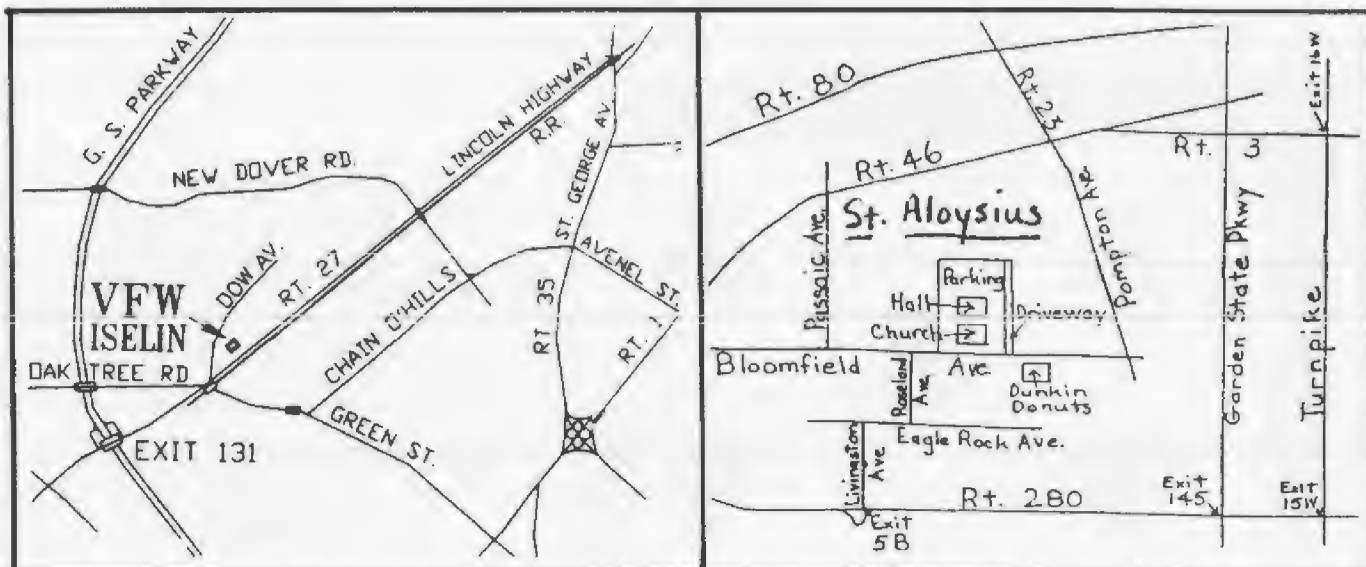 G. S. PARKWAY
NEW DOVER RD.
LINCOLN HIGHWAY
R.R.
ST. GEORGE AV.
DOW AV.
RT. 27
VFW
ISELIN
CHAIN O'HILLS
AVENEL ST.
RT 35
RT. 1
OAK TREE RD
GREEN ST.
EXIT 131
Rt. 80
Rt. 23
Exit 16W
Rt. 46
Rt. 3
Passaic Ave.
St. Aloysius
Pompton Ave
Garden State Pkwy
Turnpike
Parking
Hall
Church
Driveway
Bloomfield Ave
Roseland Ave
Dunkin
Donuts
Eagle Rock Ave.
Livingston
Ave
Rt. 280
Exit
5B
Exit
145
Exit
15W